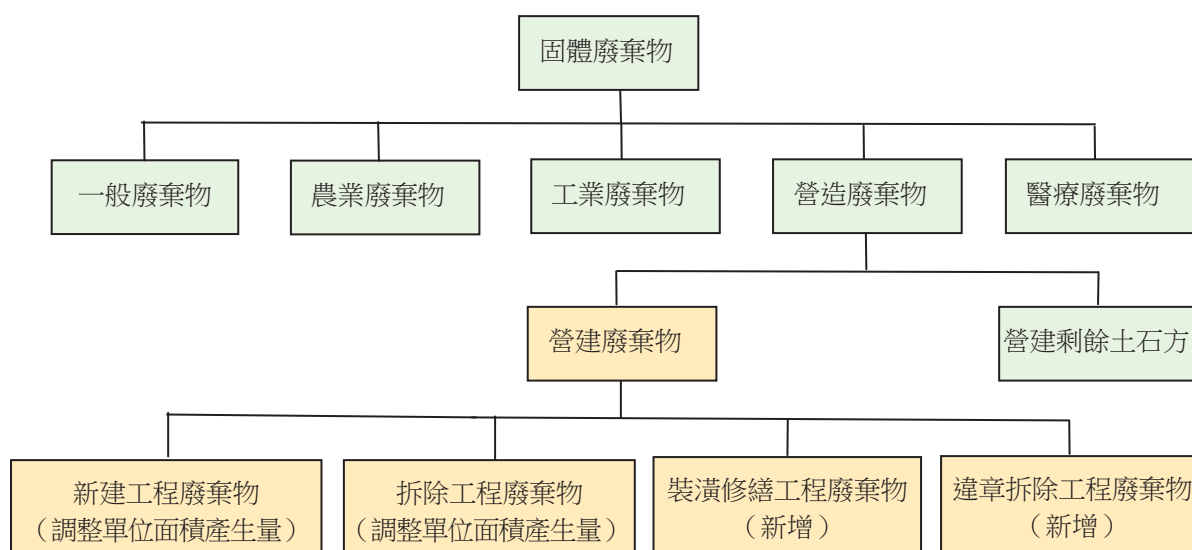 固體廢棄物
一般廢棄物
農業廢棄物
工業廢棄物
營造廢棄物
醫療廢棄物
營建廢棄物
營建剩餘土石方
新建工程廢棄物
（調整單位面積產生量）
拆除工程廢棄物
（調整單位面積產生量）
裝潢修繕工程廢棄物
（新增）
違章拆除工程廢棄物
（新增）